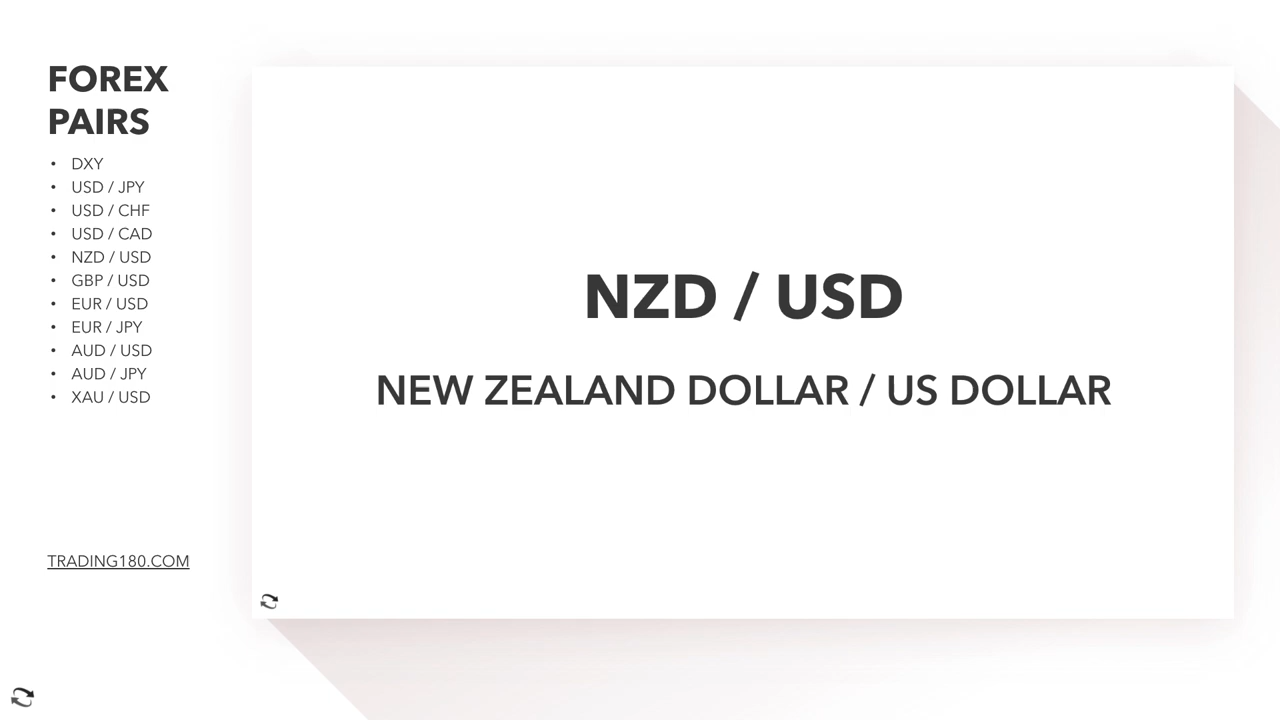 FOREX
PAIRS
• DXY
• USD / JPY
• USD / CHF
• USD / CAD
• NZD / USD
• GBP / USD
• EUR / USD
• EUR / JPY
• AUD / USD
• AUD / JPY
• XAU / USD
TRADING180.COM
NZD / USD
NEW ZEALAND DOLLAR / US DOLLAR